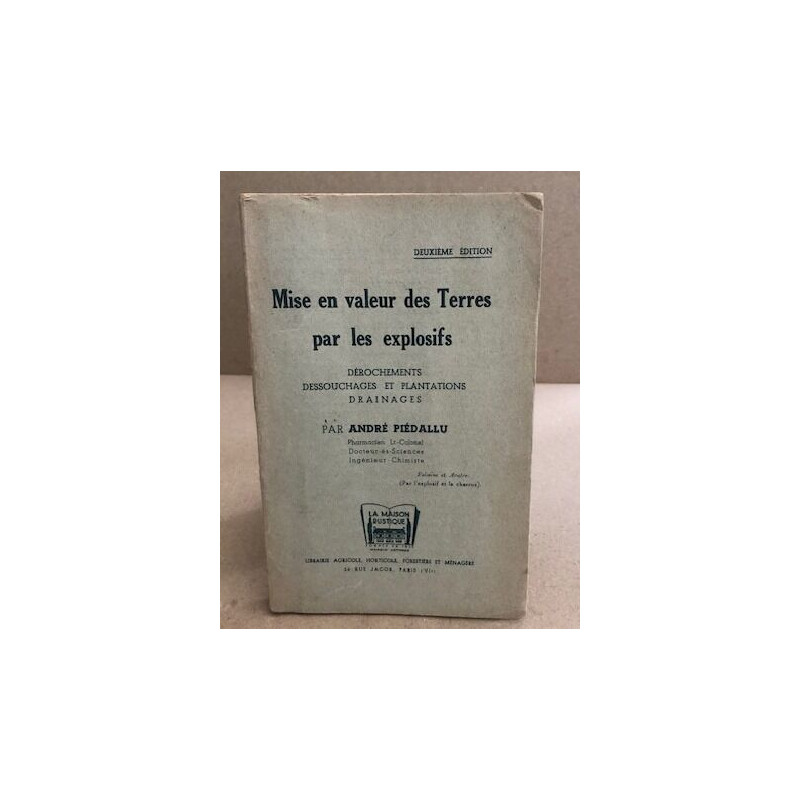 DEUXIÈME ÉDITION
Mise en valeur des Terres
par les explosifs
DÉROCHEMENTS
DESSOUCHAGES ET PLANTATIONS
DRAINAGES
PAR ANDRÉ PIÉDALLU
Pharmacien Lt-Colonel
Docteur-ès-Sciences
Ingénieur Chimiste
et
(Par l'explosif et la charrue).
LA MAISON
RUSTIQUE
LIBRAIRIE AGRICOLE, HORTICOLE, FORESTIÈRE ET MÉNAGÈRE
26 RUE JACOB, PARIS (VIe)